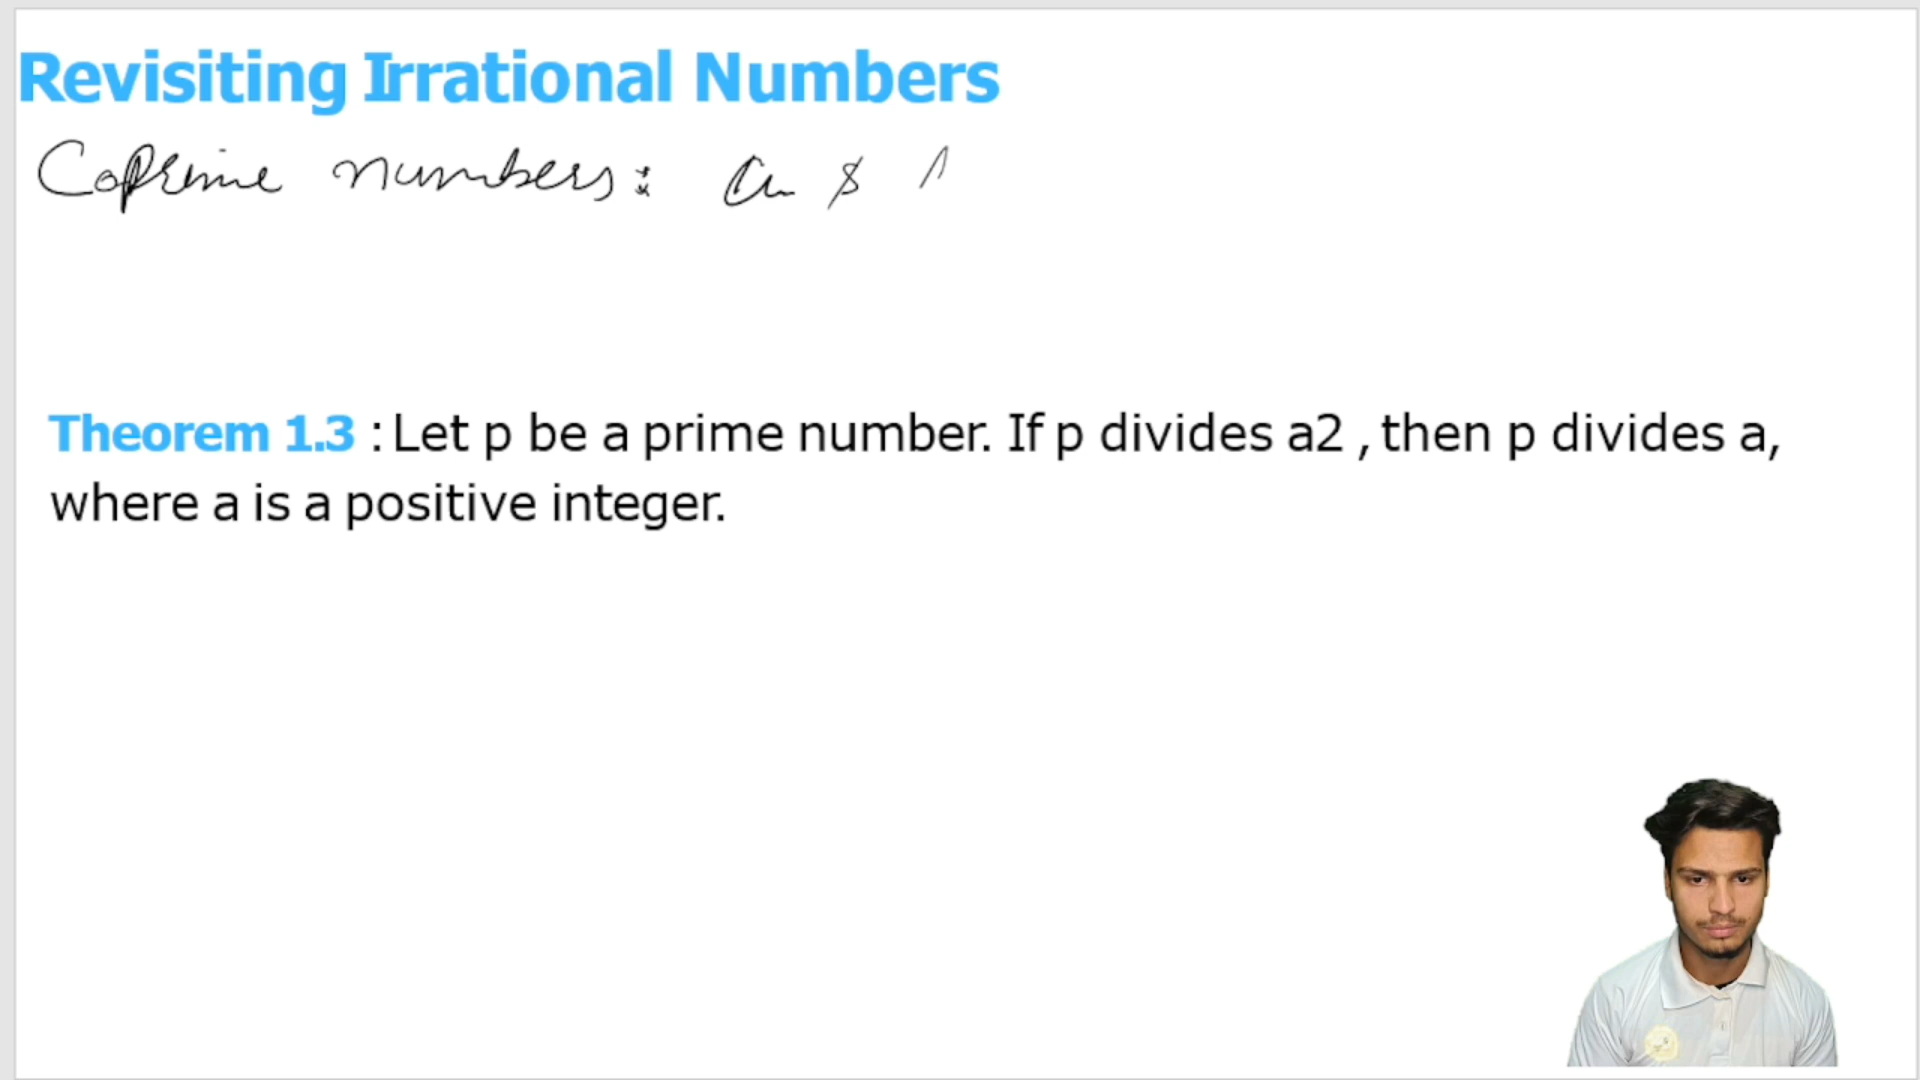 Revisiting Irrational Numbers
Coprime numbers : a &
Theorem 1.3 : Let p be a prime number. If p divides a2 , then p divides a,
where a is a positive integer.